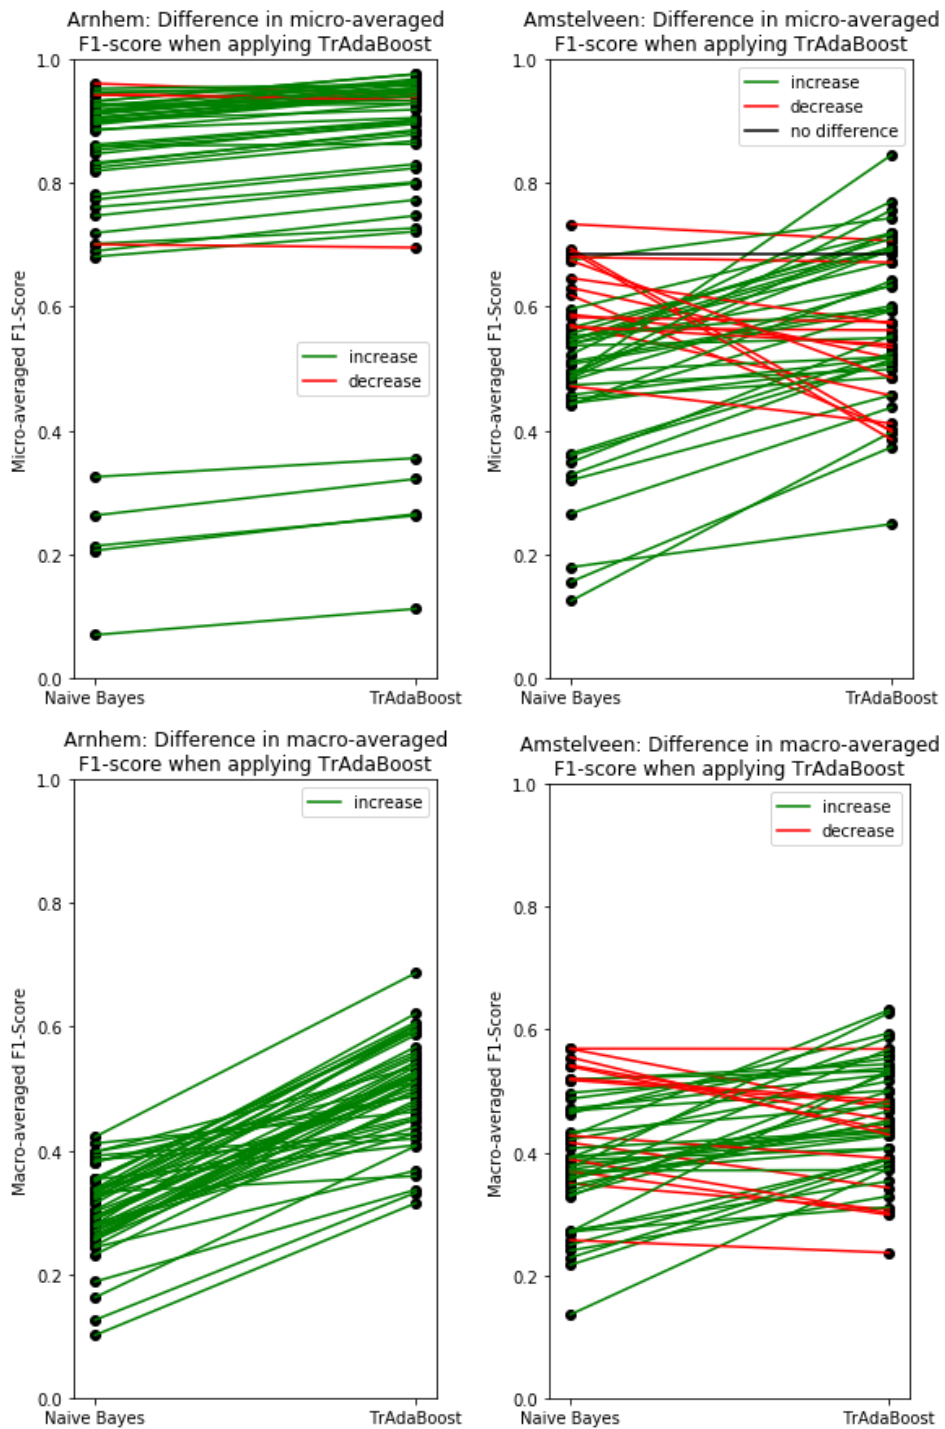 Arnhem: Difference in micro-averaged
F1-score when applying TrAdaBoost
1.0
0.8
0.6
0.4
0.2
0.0
Micro-averaged F1-Score
increase
decrease
Naive Bayes
TrAdaBoost
Amstelveen: Difference in micro-averaged
F1-score when applying TrAdaBoost
1.0
0.8
0.6
0.4
0.2
0.0
Micro-averaged F1-Score
increase
decrease
no difference
Naive Bayes
TrAdaBoost
Arnhem: Difference in macro-averaged
F1-score when applying TrAdaBoost
1.0
0.8
0.6
0.4
0.2
0.0
Macro-averaged F1-Score
increase
Naive Bayes
TrAdaBoost
Amstelveen: Difference in macro-averaged
F1-score when applying TrAdaBoost
1.0
0.8
0.6
0.4
0.2
0.0
Macro-averaged F1-Score
increase
decrease
Naive Bayes
TrAdaBoost